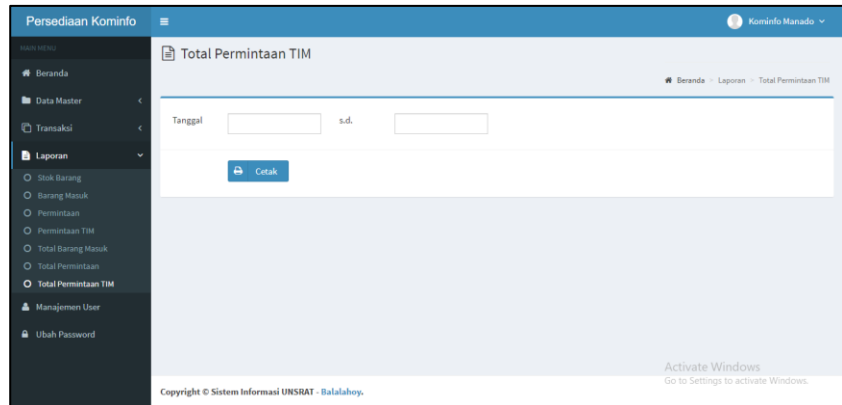 Persediaan Kominfo
Kominfo Manado
MAIN MENU
Beranda
Data Master
Transaksi
Laporan
Stok Barang
Barang Masuk
Permintaan
Permintaan TIM
Total Barang Masuk
Total Permintaan
Total Permintaan TIM
Manajemen User
Ubah Password
Total Permintaan TIM
Beranda > Laporan > Total Permintaan TIM
Tanggal s.d.
Cetak
Activate Windows
Go to Settings to activate Windows.
Copyright © Sistem Informasi UNSRAT - Balalahoy.